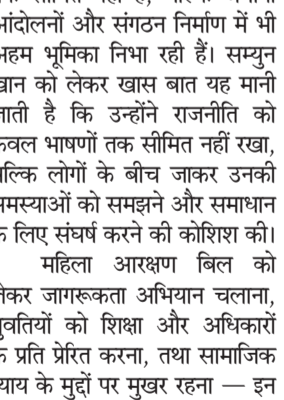 आंदोलनों और संगठन निर्माण में भी
अहम भूमिका निभा रही हैं। सम्युन
खान को लेकर खास बात यह मानी
जाती है कि उन्होंने राजनीति को
केवल भाषणों तक सीमित नहीं रखा,
बल्कि लोगों के बीच जाकर उनकी
समस्याओं को समझने और समाधान
के लिए संघर्ष करने की कोशिश की।
महिला आरक्षण बिल को
लेकर जागरूकता अभियान चलाना,
युवतियों को शिक्षा और अधिकारों
के प्रति प्रेरित करना, तथा सामाजिक
न्याय के मुद्दों पर मुखर रहना — इन